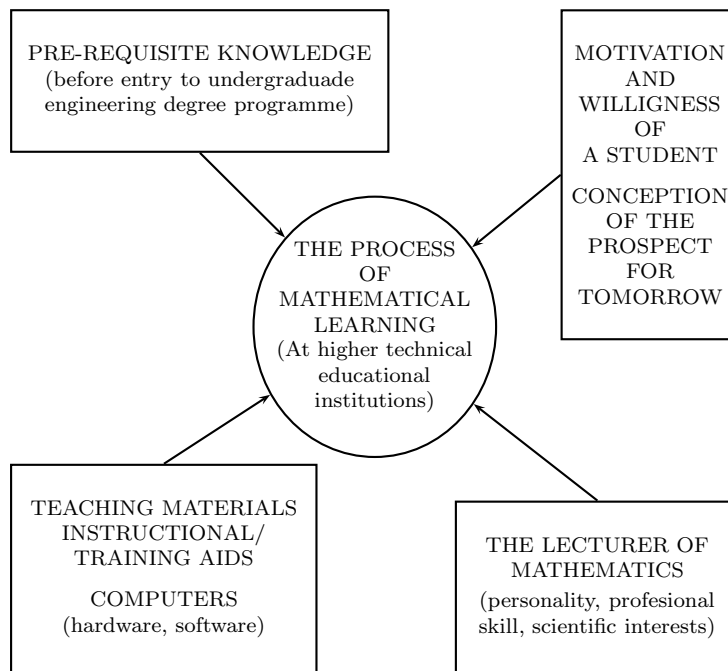 PRE-REQUISITE KNOWLEDGE
(before entry to undergraduade
engineering degree programme)
MOTIVATION
AND
WILLIGNESS
OF
A STUDENT
CONCEPTION
OF THE
PROSPECT
FOR
TOMORROW
THE PROCESS
OF
MATHEMATICAL
LEARNING
(At higher technical
educational
institutions)
TEACHING MATERIALS
INSTRUCTIONAL/
TRAINING AIDS
COMPUTERS
(hardware, software)
THE LECTURER OF
MATHEMATICS
(personality, profesional
skill, scientific interests)